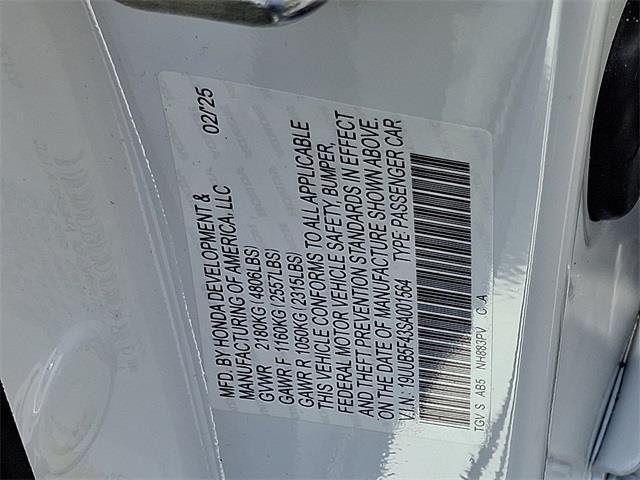 MFD. BY HONDA DEVELOPMENT & 02/'25
MANUFACTURING OF AMERICA, LLC
GVWR 2180KG (4806LBS)
GAWR F 1160KG (2557LBS)
GAWR R 1050KG (2315LBS)
THIS VEHICLE CONFORMS TO ALL APPLICABLE
FEDERAL MOTOR VEHICLE SAFETY, BUMPER,
AND THEFT PREVENTION STANDARDS IN EFFECT
ON THE DATE OF MANUFACTURE SHOWN ABOVE.
V.I.N.: 19UUB5F43SA001564 TYPE: PASSENGER CAR
TGV S AB5 NH883PV C A